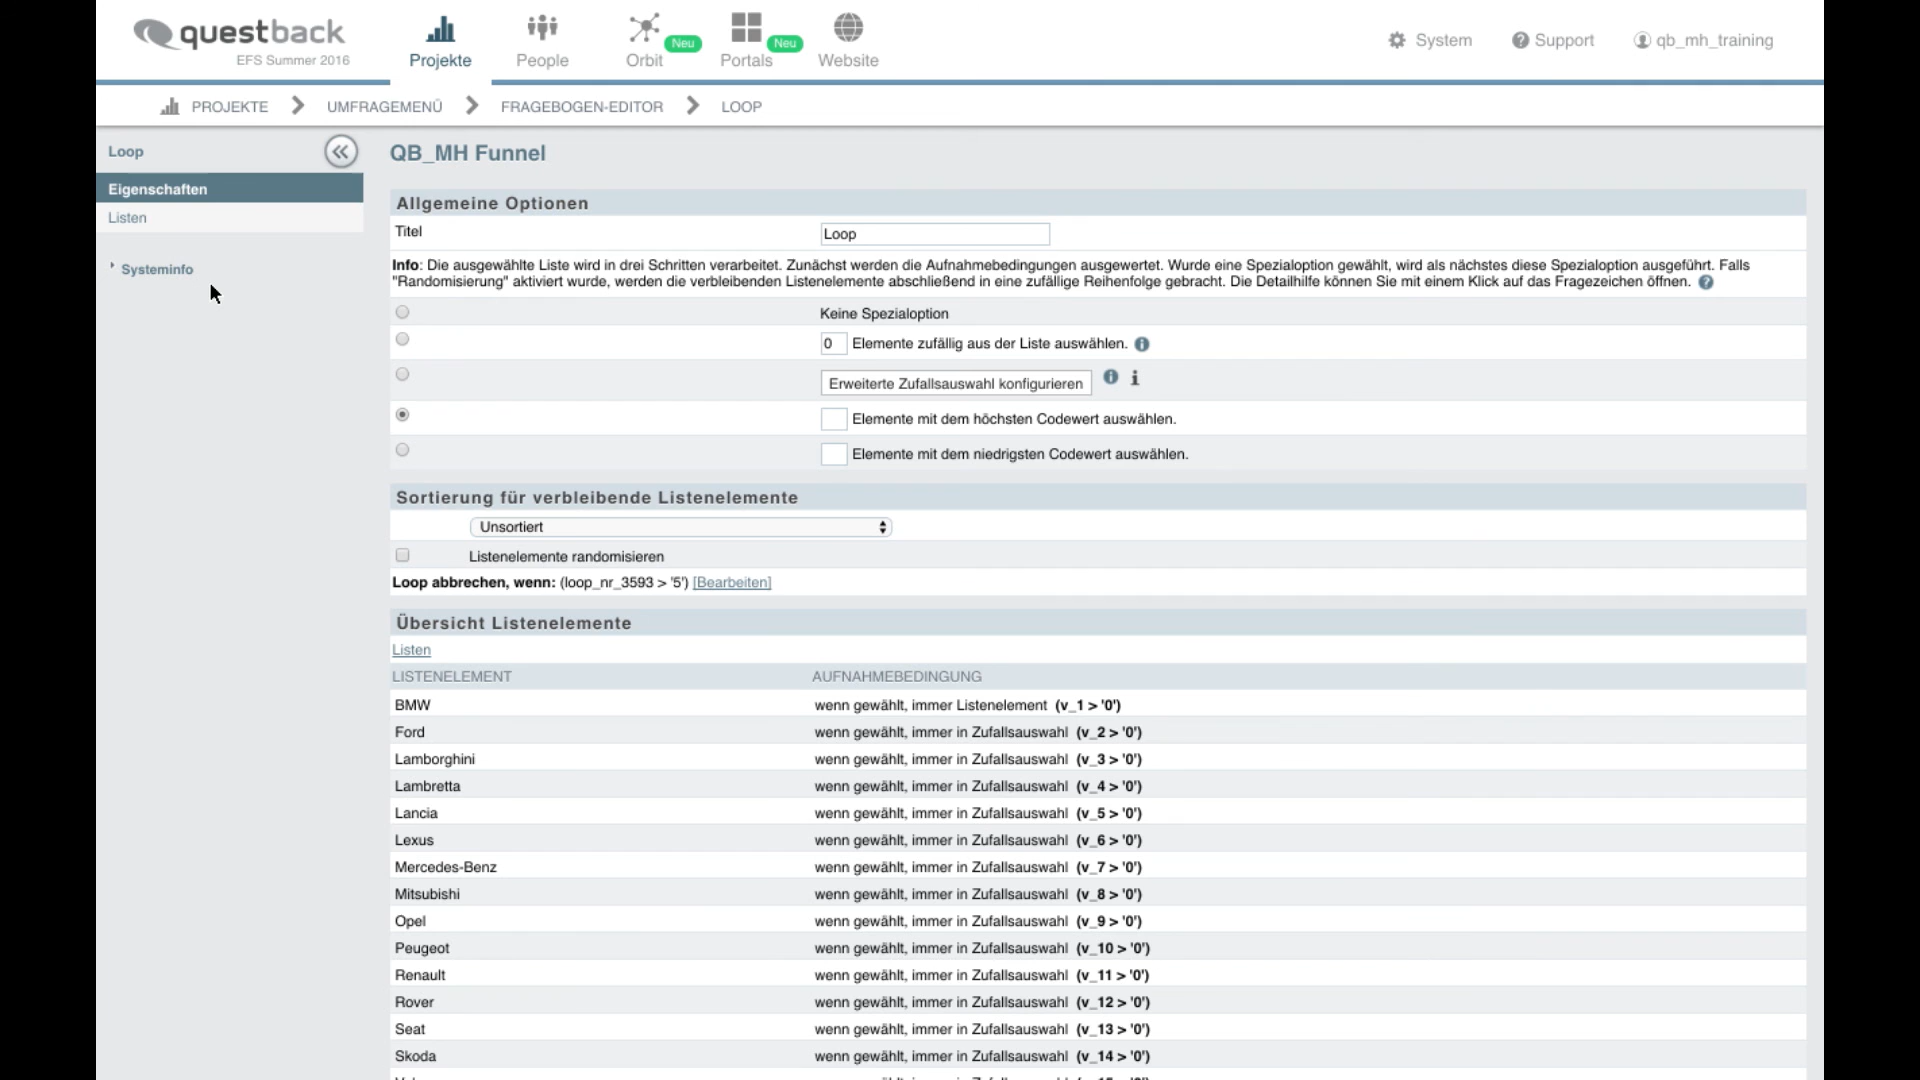 questback
EFS Summer 2016
Projekte
People
Orbit
Neu
Portals
Neu
Website
System
Support
qb_mh_training
PROJEKTE
UMFRAGEMENÜ
FRAGEBOGEN-EDITOR
LOOP
Loop
Eigenschaften
Listen
Systeminfo
QB_MH Funnel
Allgemeine Optionen
Titel
Loop
Info: Die ausgewählte Liste wird in drei Schritten verarbeitet. Zunächst werden die Aufnahmebedingungen ausgewertet. Wurde eine Spezialoption gewählt, wird als nächstes diese Spezialoption ausgeführt. Falls
"Randomisierung" aktiviert wurde, werden die verbleibenden Listenelemente abschließend in eine zufällige Reihenfolge gebracht. Die Detailhilfe können Sie mit einem Klick auf das Fragezeichen öffnen.
Keine Spezialoption
0 Elemente zufällig aus der Liste auswählen.
Erweiterte Zufallsauswahl konfigurieren
Elemente mit dem höchsten Codewert auswählen.
Elemente mit dem niedrigsten Codewert auswählen.
Sortierung für verbleibende Listenelemente
Unsortiert
Listenelemente randomisieren
Loop abbrechen, wenn: (loop_nr_3593 > '5') [Bearbeiten]
Übersicht Listenelemente
Listen
LISTENELEMENT AUFNAHMEBEDINGUNG
BMW wenn gewählt, immer Listenelement (v_1 > '0')
Ford wenn gewählt, immer in Zufallsauswahl (v_2 > '0')
Lamborghini wenn gewählt, immer in Zufallsauswahl (v_3 > '0')
Lambretta wenn gewählt, immer in Zufallsauswahl (v_4 > '0')
Lancia wenn gewählt, immer in Zufallsauswahl (v_5 > '0')
Lexus wenn gewählt, immer in Zufallsauswahl (v_6 > '0')
Mercedes-Benz wenn gewählt, immer in Zufallsauswahl (v_7 > '0')
Mitsubishi wenn gewählt, immer in Zufallsauswahl (v_8 > '0')
Opel wenn gewählt, immer in Zufallsauswahl (v_9 > '0')
Peugeot wenn gewählt, immer in Zufallsauswahl (v_10 > '0')
Renault wenn gewählt, immer in Zufallsauswahl (v_11 > '0')
Rover wenn gewählt, immer in Zufallsauswahl (v_12 > '0')
Seat wenn gewählt, immer in Zufallsauswahl (v_13 > '0')
Skoda wenn gewählt, immer in Zufallsauswahl (v_14 > '0')